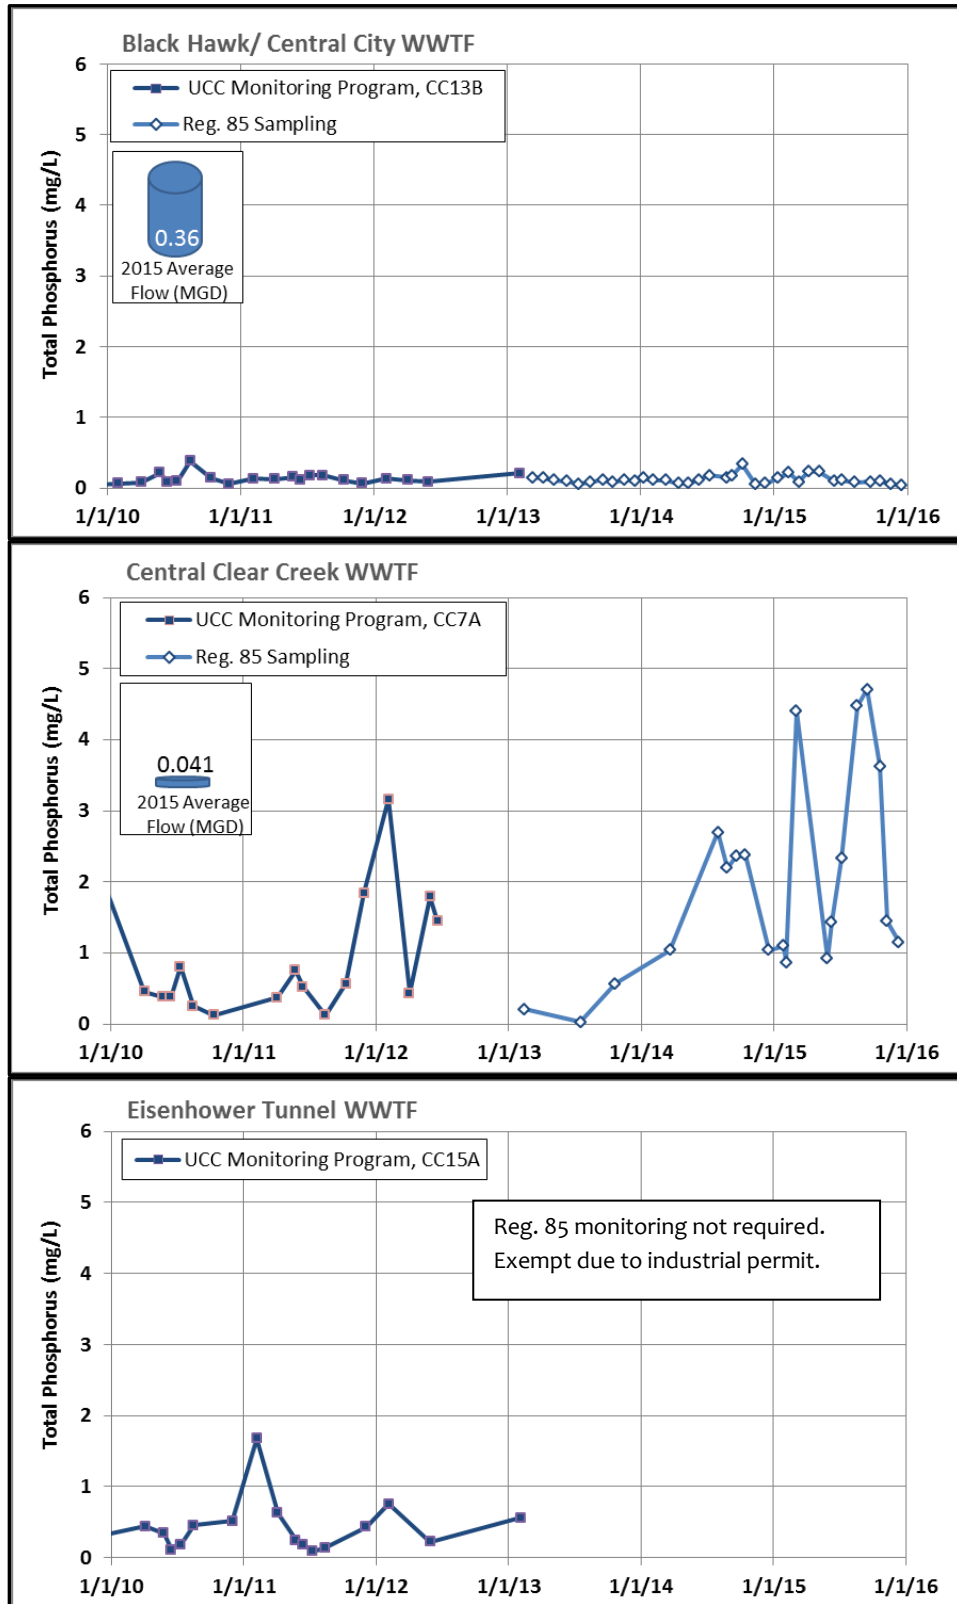 Black Hawk/ Central City WWTF
UCC Monitoring Program, CC13B
Reg. 85 Sampling
0.36
2015 Average
Flow (MGD)
Total Phosphorus (mg/L)
6
5
4
3
2
1
0
1/1/10 1/1/11 1/1/12 1/1/13 1/1/14 1/1/15 1/1/16
Central Clear Creek WWTF
UCC Monitoring Program, CC7A
Reg. 85 Sampling
0.041
2015 Average
Flow (MGD)
Total Phosphorus (mg/L)
6
5
4
3
2
1
0
1/1/10 1/1/11 1/1/12 1/1/13 1/1/14 1/1/15 1/1/16
Eisenhower Tunnel WWTF
UCC Monitoring Program, CC15A
Reg. 85 monitoring not required.
Exempt due to industrial permit.
Total Phosphorus (mg/L)
6
5
4
3
2
1
0
1/1/10 1/1/11 1/1/12 1/1/13 1/1/14 1/1/15 1/1/16